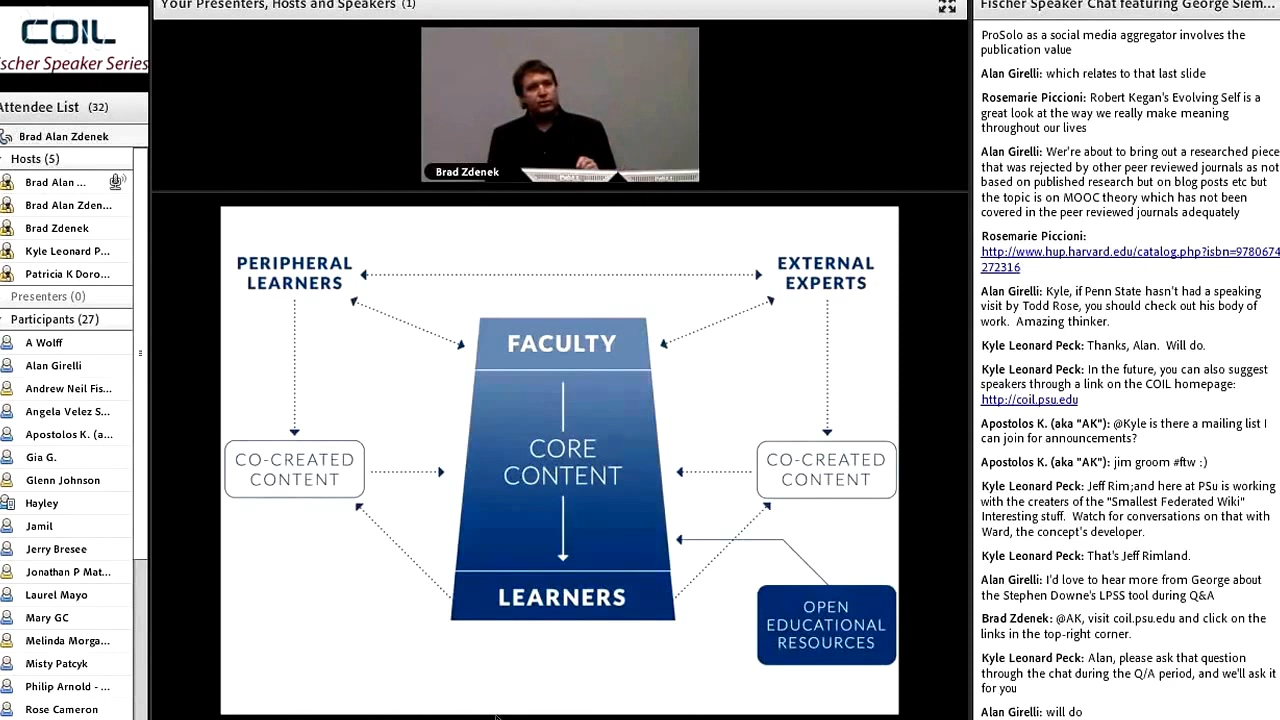 COIL
Fischer Speaker Series
Attendee List (32)
Brad Alan Zdenek
Hosts (5)
Brad Alan ...
Brad Alan Zden...
Brad Zdenek
Kyle Leonard P...
Patricia K Doro...
Presenters (0)
Participants (27)
A Wolff
Alan Girelli
Andrew Neil Fis...
Angela Velez S...
Apostolos K. (a...
Gia G.
Glenn Johnson
Hayley
Jamil
Jerry Bresee
Jonathan P Mat...
Laurel Mayo
Mary GC
Melinda Morga...
Misty Patcyk
Philip Arnold - ...
Rose Cameron
Your Presenters, Hosts and Speakers (1)
Brad Zdenek
PERIPHERAL
LEARNERS
EXTERNAL
EXPERTS
FACULTY
CORE
CONTENT
CO-CREATED
CONTENT
CO-CREATED
CONTENT
LEARNERS
OPEN
EDUCATIONAL
RESOURCES
Fischer Speaker Chat featuring George Siem...
ProSolo as a social media aggregator involves the
publication value
Alan Girelli: which relates to that last slide
Rosemarie Piccioni: Robert Kegan's Evolving Self is a
great look at the way we really make meaning
throughout our lives
Alan Girelli: Wer're about to bring out a researched piece
that was rejected by other peer reviewed journals as not
based on published research but on blog posts etc but
the topic is on MOOC theory which has not been
covered in the peer reviewed journals adequately
Rosemarie Piccioni:
http://www.hup.harvard.edu/catalog.php?isbn=9780674
272316
Alan Girelli: Kyle, if Penn State hasn't had a speaking
visit by Todd Rose, you should check out his body of
work. Amazing thinker.
Kyle Leonard Peck: Thanks, Alan. Will do.
Kyle Leonard Peck: In the future, you can also suggest
speakers through a link on the COIL homepage:
http://coil.psu.edu
Apostolos K. (aka "AK"): @Kyle is there a mailing list I
can join for announcements?
Apostolos K. (aka "AK"): jim groom #ftw :)
Kyle Leonard Peck: Jeff Rim;and here at PSu is working
with the creators of the "Smallest Federated Wiki"
Interesting stuff. Watch for conversations on that with
Ward, the concept's developer.
Kyle Leonard Peck: That's Jeff Rimland.
Alan Girelli: I'd love to hear more from George about
the Stephen Downe's LPSS tool during Q&A
Brad Zdenek: @AK, visit coil.psu.edu and click on the
links in the top-right corner.
Kyle Leonard Peck: Alan, please ask that question
through the chat during the Q/A period, and we'll ask it
for you
Alan Girelli: will do